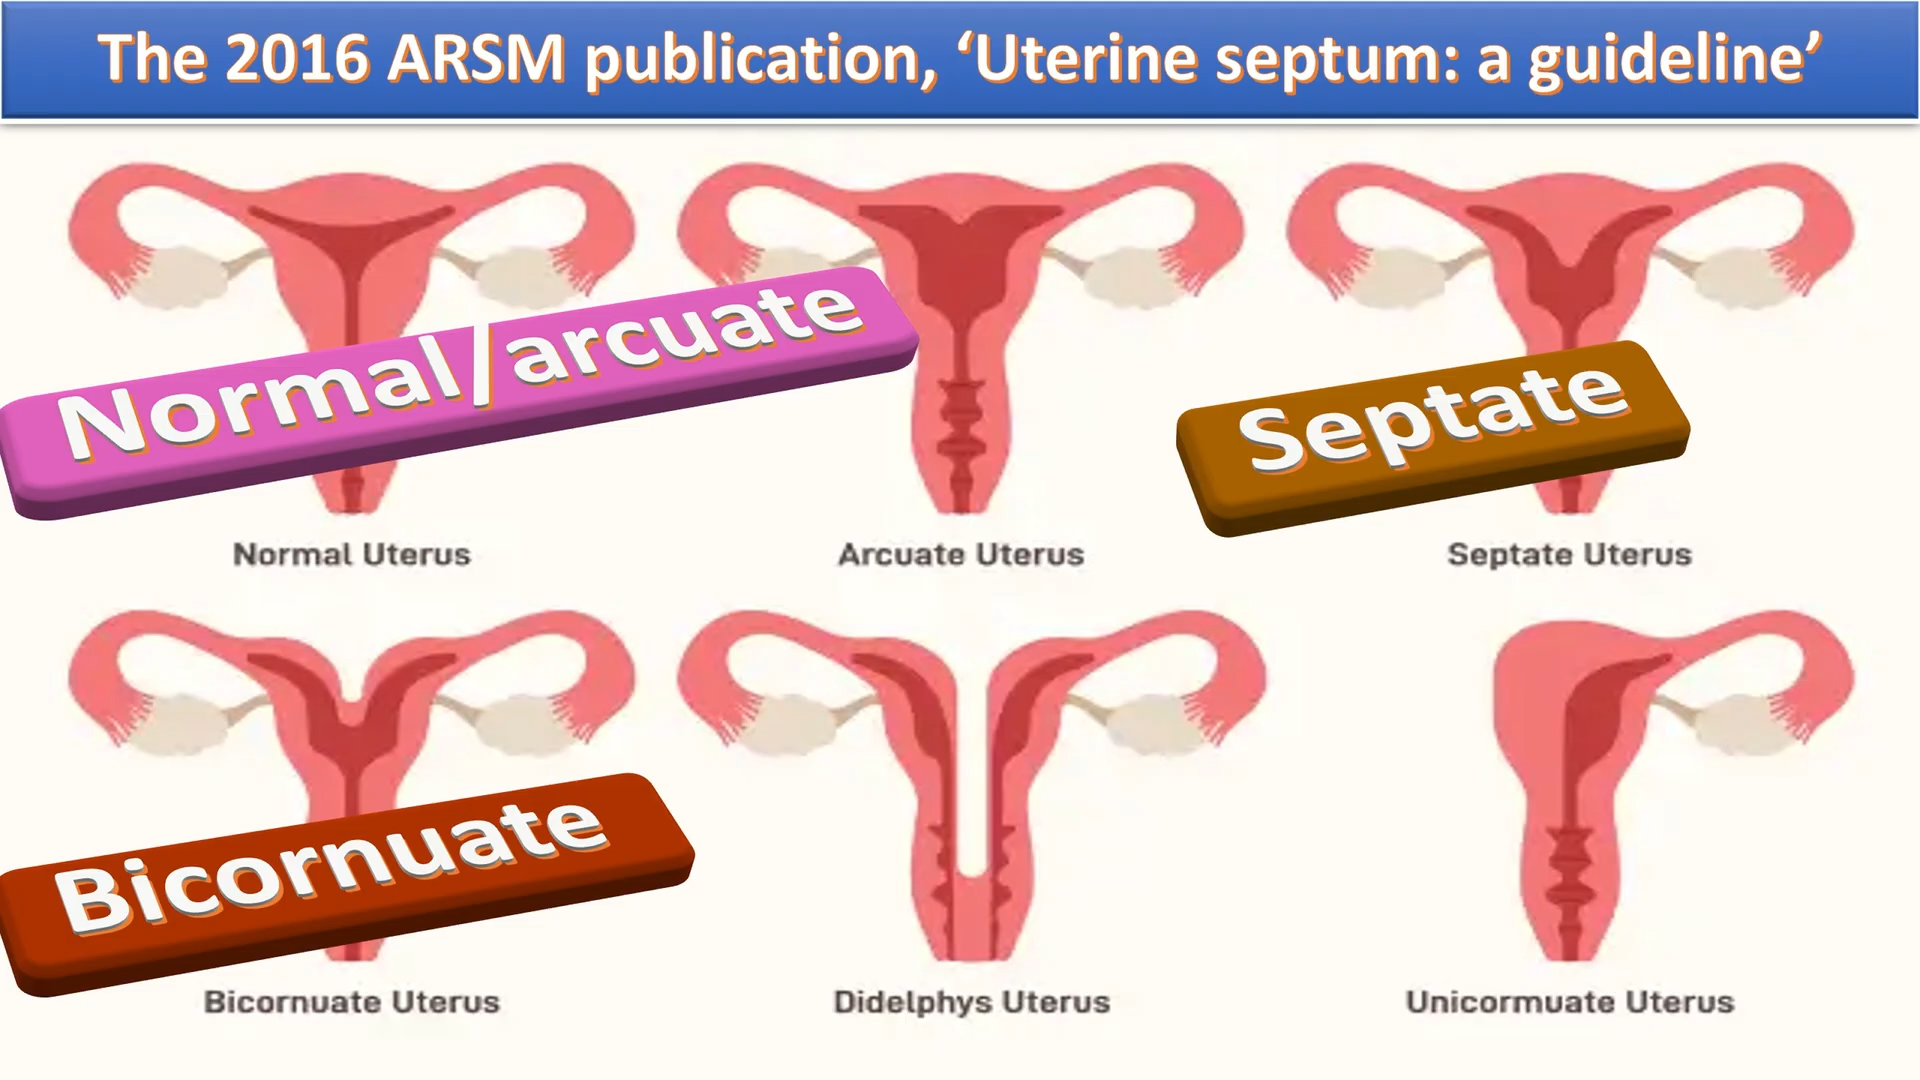 The 2016 ARSM publication, ‘Uterine septum: a guideline’
Normal/arcuate
Septate
Normal Uterus
Arcuate Uterus
Septate Uterus
Bicornuate
Bicornuate Uterus
Didelphys Uterus
Unicormuate Uterus